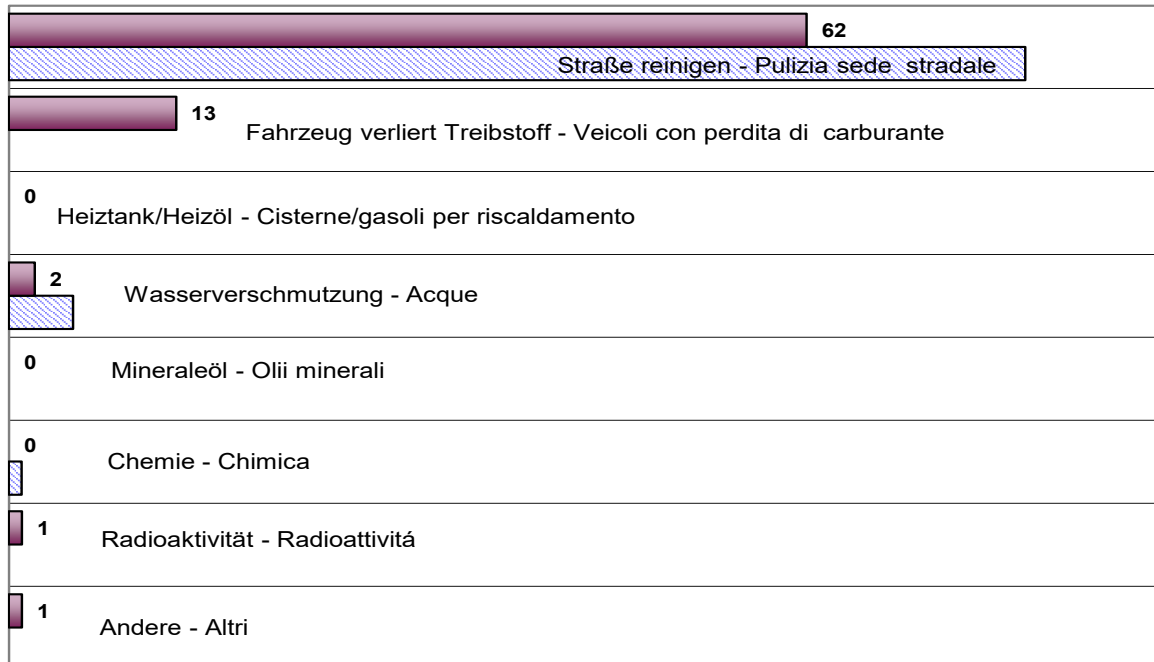 62
Straße reinigen - Pulizia sede stradale
13
Fahrzeug verliert Treibstoff - Veicoli con perdita di carburante
0
Heiztank/Heizöl - Cisterne/gasoli per riscaldamento
2
Wasserverschmutzung - Acque
0
Mineraleöl - Olii minerali
0
Chemie - Chimica
1
Radioaktivität - Radioattivitá
1
Andere - Altri